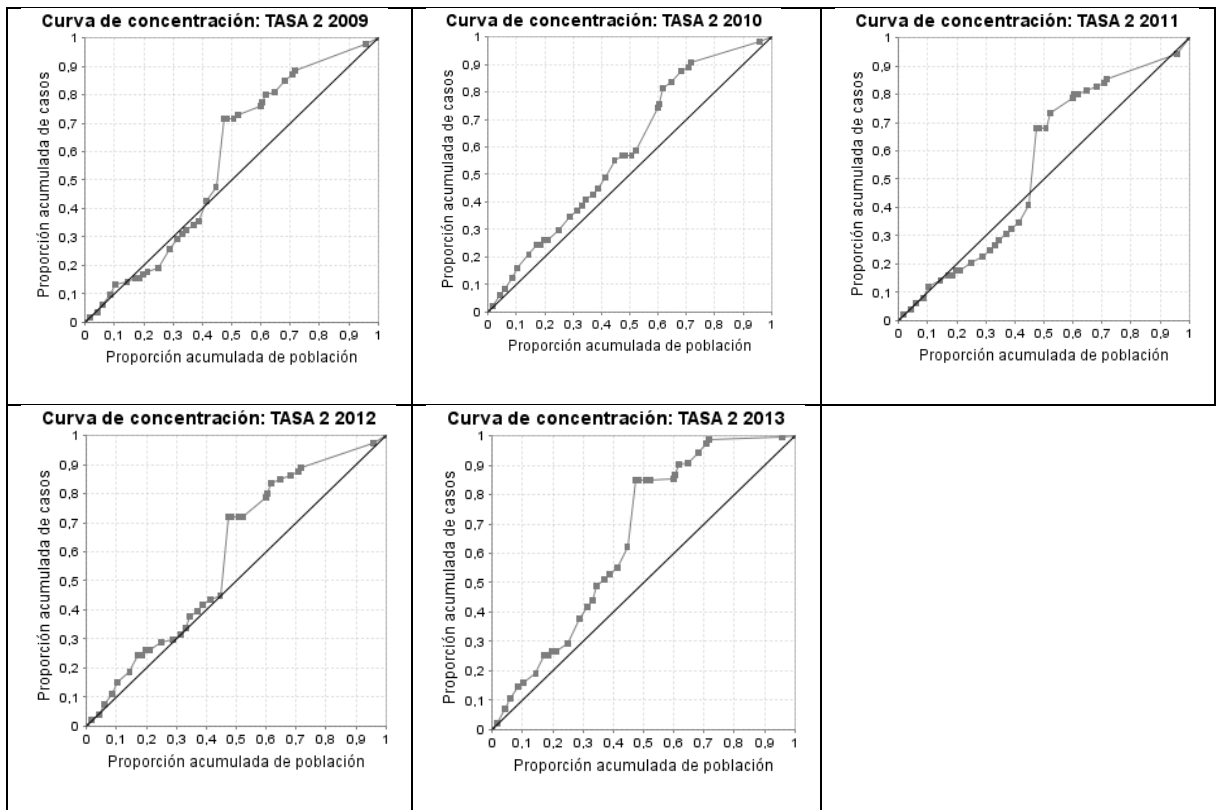 Curva de concentración: TASA 2 2009
Proporción acumulada de casos
1
0,9
0,8
0,7
0,6
0,5
0,4
0,3
0,2
0,1
0
0 0,1 0,2 0,3 0,4 0,5 0,6 0,7 0,8 0,9 1
Proporción acumulada de población
Curva de concentración: TASA 2 2010
Proporción acumulada de casos
1
0,9
0,8
0,7
0,6
0,5
0,4
0,3
0,2
0,1
0
0 0,1 0,2 0,3 0,4 0,5 0,6 0,7 0,8 0,9 1
Proporción acumulada de población
Curva de concentración: TASA 2 2011
Proporción acumulada de casos
1
0,9
0,8
0,7
0,6
0,5
0,4
0,3
0,2
0,1
0
0 0,1 0,2 0,3 0,4 0,5 0,6 0,7 0,8 0,9 1
Proporción acumulada de población
Curva de concentración: TASA 2 2012
Proporción acumulada de casos
1
0,9
0,8
0,7
0,6
0,5
0,4
0,3
0,2
0,1
0
0 0,1 0,2 0,3 0,4 0,5 0,6 0,7 0,8 0,9 1
Proporción acumulada de población
Curva de concentración: TASA 2 2013
Proporción acumulada de casos
1
0,9
0,8
0,7
0,6
0,5
0,4
0,3
0,2
0,1
0
0 0,1 0,2 0,3 0,4 0,5 0,6 0,7 0,8 0,9 1
Proporción acumulada de población